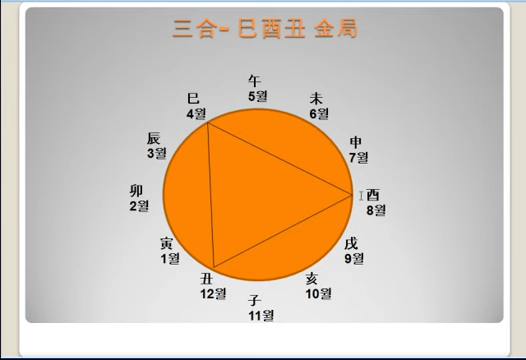 三合- 巳酉丑 金局
午
5월
未
6월
申
7월
酉
8월
戌
9월
亥
10월
子
11월
丑
12월
寅
1월
卯
2월
辰
3월
巳
4월